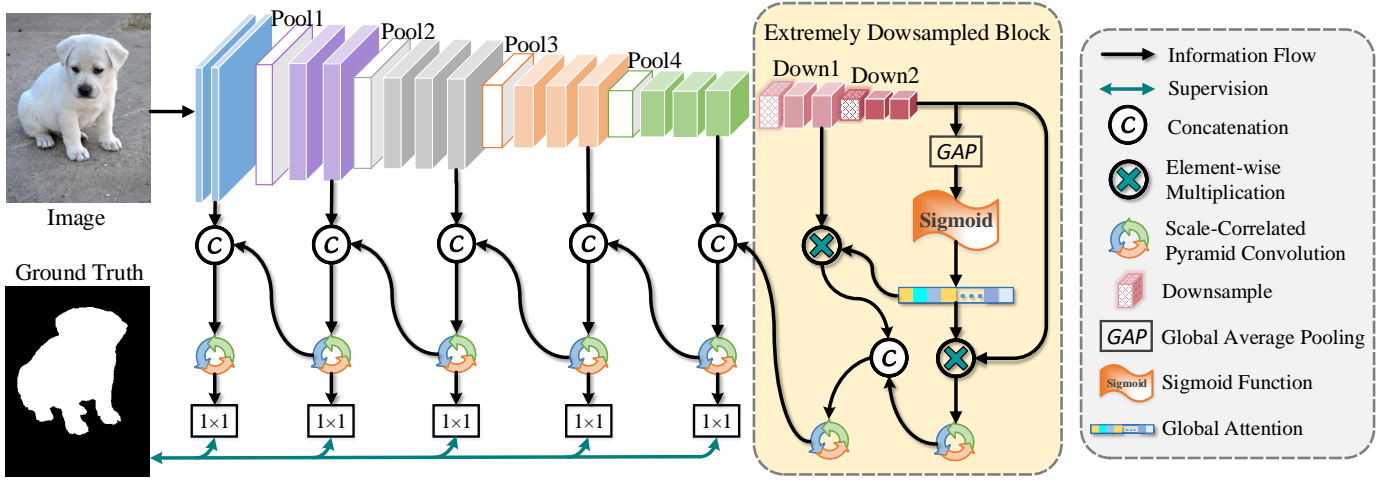 Pool1
Pool2
Pool3
Pool4
Extremely Dowsampled Block
Down1
Down2
GAP
Sigmoid
Image
C
C
C
C
C
C
Ground Truth
1×1
1×1
1×1
1×1
1×1
Information Flow
Supervision
C
Concatenation
Element-wise
Multiplication
Scale-Correlated
Pyramid Convolution
Downsample
GAP
Global Average Pooling
Sigmoid
Sigmoid Function
Global Attention